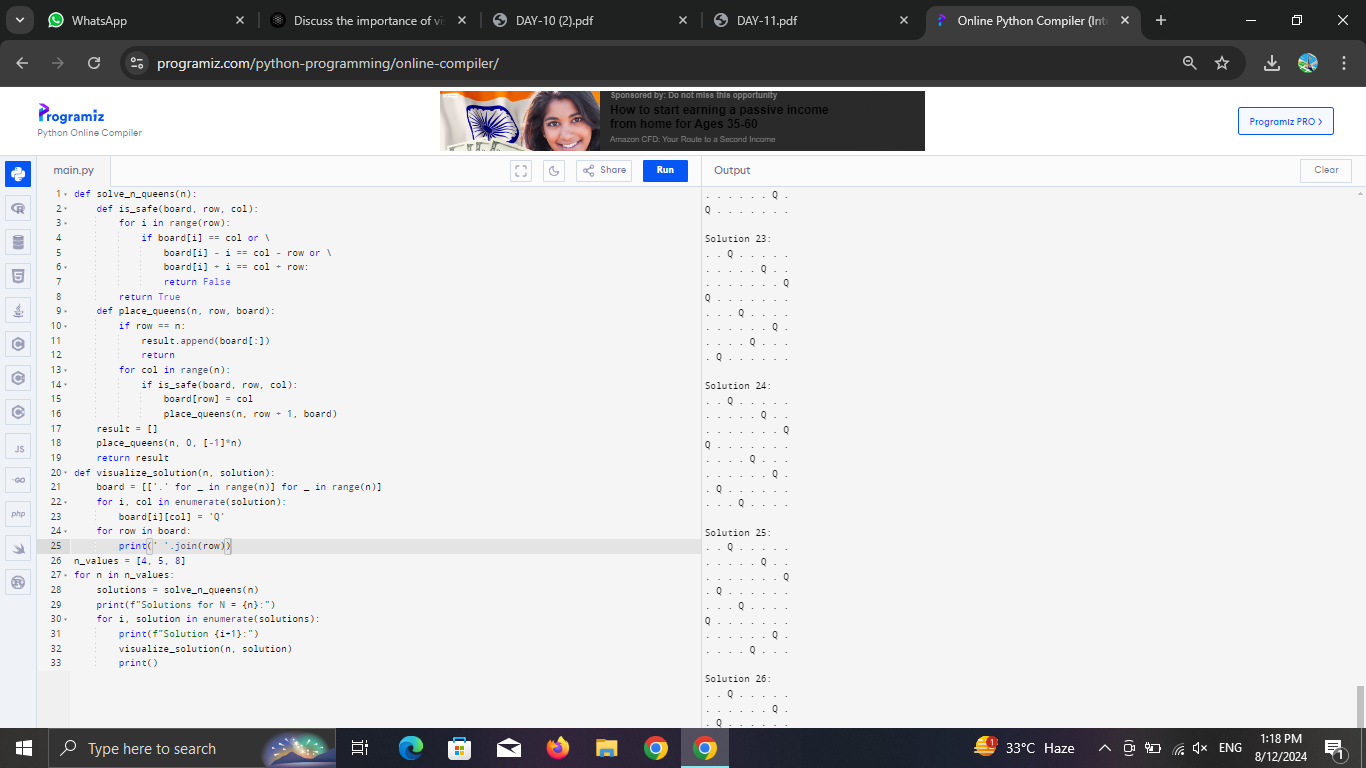 WhatsApp
Discuss the importance of vi
DAY-10 (2).pdf
DAY-11.pdf
Online Python Compiler (Int
programiz.com/python-programming/online-compiler/
Programiz
Python Online Compiler
Sponsored by: Do not miss this opportunity
How to start earning a passive income
from home for Ages 35-60
Amazon CFD: Your Route to a Second Income
Programiz PRO >
main.py
Share
Run
Output
Clear
1 def solve_n_queens(n):
2     def is_safe(board, row, col):
3         for i in range(row):
4             if board[i] == col or \
5                 board[i] - i == col - row or \
6                 board[i] + i == col + row:
7                 return False
8         return True
9     def place_queens(n, row, board):
10         if row == n:
11             result.append(board[:])
12             return
13         for col in range(n):
14             if is_safe(board, row, col):
15                 board[row] = col
16                 place_queens(n, row + 1, board)
17     result = []
18     place_queens(n, 0, [-1]*n)
19     return result
20 def visualize_solution(n, solution):
21     board = [['.' for _ in range(n)] for _ in range(n)]
22     for i, col in enumerate(solution):
23         board[i][col] = 'Q'
24     for row in board:
25         print(' '.join(row))
26 n_values = [4, 5, 8]
27 for n in n_values:
28     solutions = solve_n_queens(n)
29     print(f"Solutions for N = {n}:")
30     for i, solution in enumerate(solutions):
31         print(f"Solution {i+1}:")
32         visualize_solution(n, solution)
33         print()
. . . . . . Q .
Q . . . . . . .
Solution 23:
. . Q . . . . .
. . . . . Q . .
. . . . . . . Q
Q . . . . . . .
. . . Q . . . .
. . . . . . Q .
. . . . Q . . .
. Q . . . . . .
Solution 24:
. . Q . . . . .
. . . . . Q . .
. . . . . . . Q
Q . . . . . . .
. . . . Q . . .
. . . . . . Q .
. Q . . . . . .
. . . Q . . . .
Solution 25:
. . Q . . . . .
. . . . . Q . .
. . . . . . . Q
. Q . . . . . .
. . . Q . . . .
Q . . . . . . .
. . . . . . Q .
. . . . Q . . .
Solution 26:
. . Q . . . . .
. . . . . . Q .
. Q . . . . . .
JS
GO
php
Type here to search
1
33°C Haze
ENG
1:18 PM
8/12/2024
1